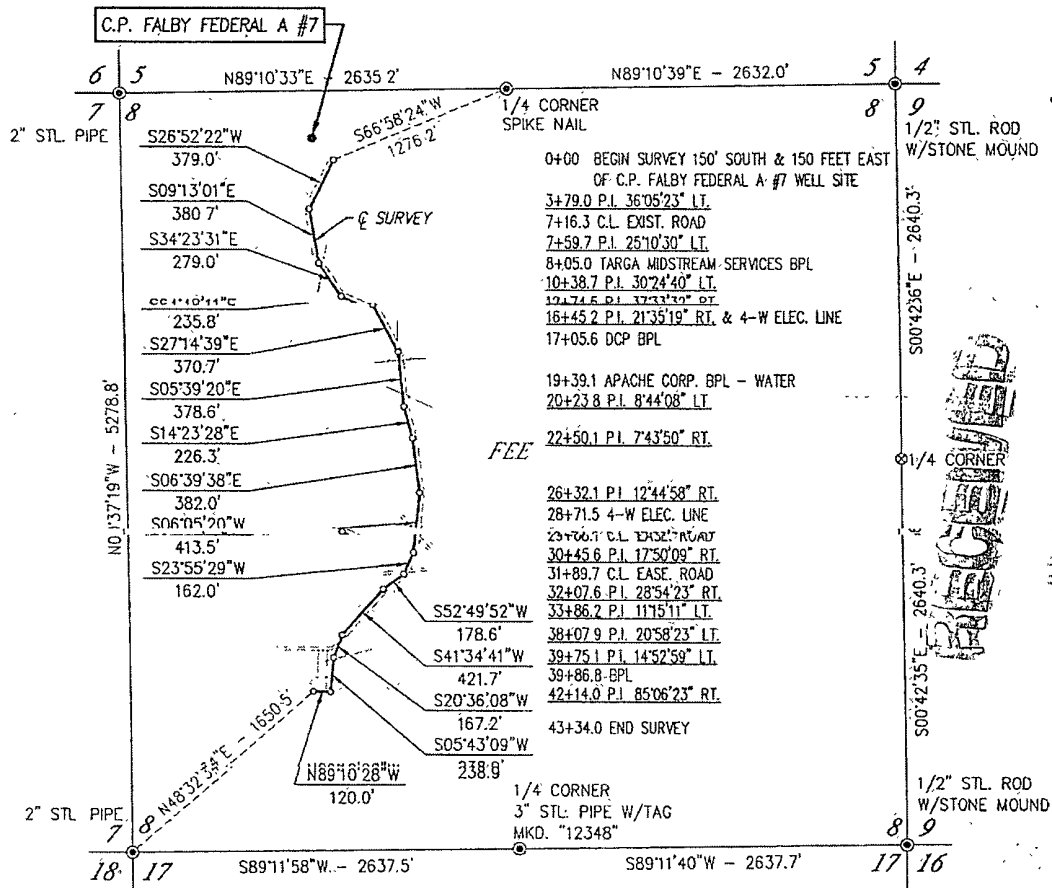 C.P. FALBY FEDERAL A #7
6 5
7 8
N89°10'33"E - 2635 2'
N89°10'39"E - 2632.0'
5 4
8 9
2" STL. PIPE
1/4 CORNER
SPIKE NAIL
1/2" STL. ROD
W/STONE MOUND
S66°58'24"W
1276.2'
S26°52'22"W
379.0'
S09°13'01"E
380 7'
℄ SURVEY
S34°23'31"E
279.0'
235.8'
S27°14'39"E
370.7'
S05°39'20"E
378.6'
S14°23'28"E
226.3'
S06°39'38"E
382.0'
S06°05'20"W
413.5'
S23°55'29"W
162.0'
S52°49'52"W
178.6'
S41°34'41"W
421.7'
S20°36'08"W
167.2'
S05°43'09"W
238.9'
N89°10'28"W
120.0'
0+00 BEGIN SURVEY 150' SOUTH & 150 FEET EAST
OF C.P. FALBY FEDERAL A #7 WELL SITE
3+79.0 P.I. 36°05'23" LT.
7+16.3 C.L. EXIST. ROAD
7+59.7 P.I. 25°10'30" LT.
8+05.0 TARGA MIDSTREAM SERVICES BPL
10+38.7 P.I. 30°24'40" LT.
12+74.5 P.I. 37°33'32" RT.
16+45.2 P.I. 21°35'19" RT. & 4-W ELEC. LINE
17+05.6 DCP BPL
19+39.1 APACHE CORP. BPL - WATER
20+23 8 P.I. 8°44'08" LT.
22+50.1 P.I. 7°43'50" RT.
26+32.1 P.I. 12°44'58" RT.
28+71.5 4-W ELEC. LINE
C.L. ROAD
30+45 6 P.I. 17°50'09" RT.
31+89.7 C.L. EASE. ROAD
32+07.6 P.I. 28°54'23" RT.
33+86.2 P.I. 11°15'11" LT.
38+07 9 P.I. 20°58'23" LT.
39+75 1 P.I. 14°52'59" LT.
39+86.8 BPL
42+14.0 P.I. 85°06'23" RT.
43+34.0 END SURVEY
FEE
N0 1°37'19"W - 5278.8'
S00°42'36"E - 2640.3'
1/4 CORNER
S00°42'35"E - 2640.3'
RECEIVED
N48°32'34"E - 1650.5'
2" STL PIPE
7 8
18 17
1/4 CORNER
3" STL. PIPE W/TAG
MKD. "12348"
1/2" STL. ROD
W/STONE MOUND
8 9
17 16
S89°11'58"W - 2637.5'
S89°11'40"W - 2637.7'